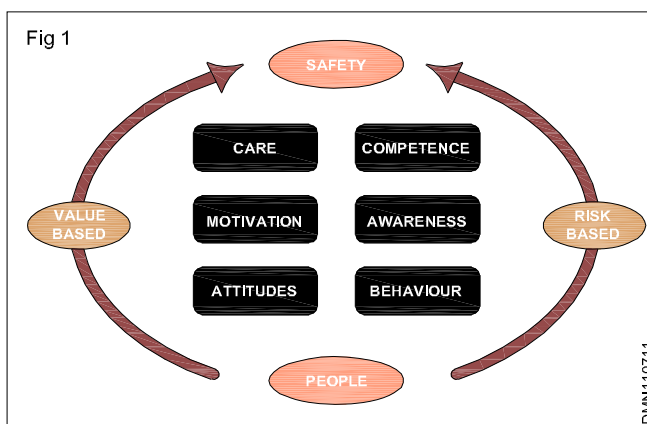 Fig 1
SAFETY
CARE
COMPETENCE
VALUE
BASED
MOTIVATION
AWARENESS
RISK
BASED
ATTITUDES
BEHAVIOUR
PEOPLE